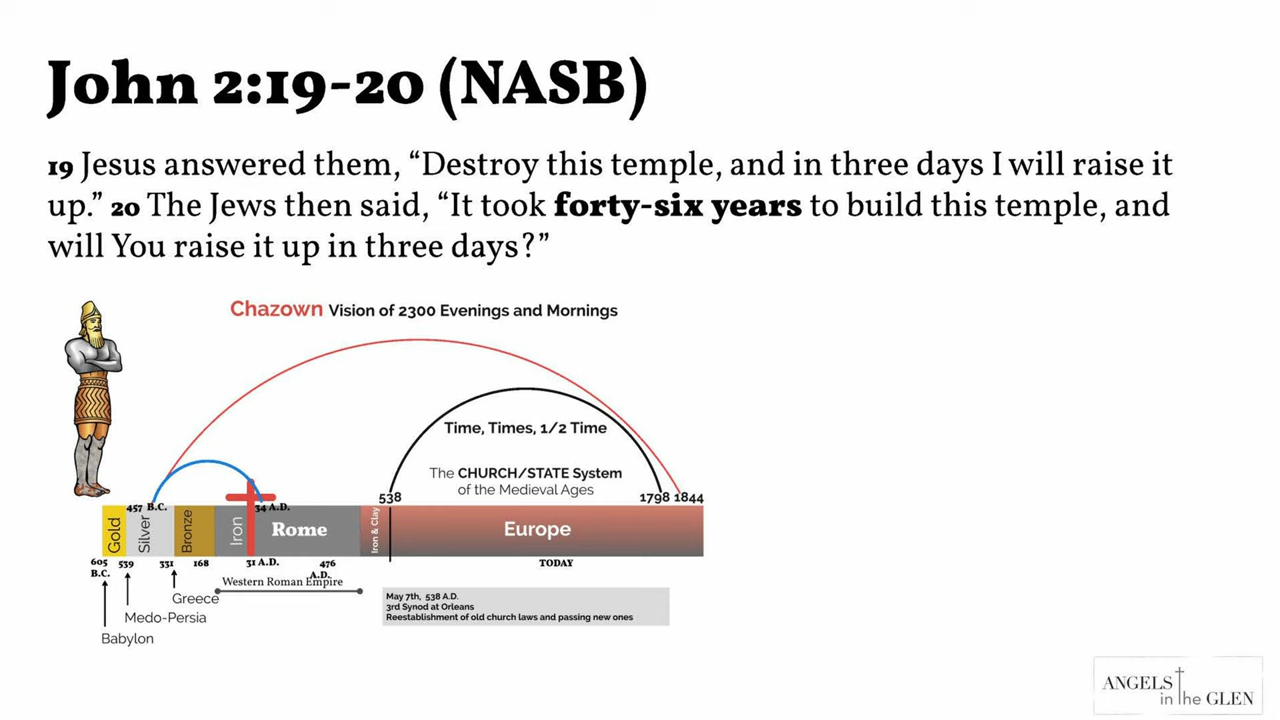 John 2:19-20 (NASB)
19 Jesus answered them, “Destroy this temple, and in three days I will raise it
up.” 20 The Jews then said, “It took forty-six years to build this temple, and
will You raise it up in three days?”
Chazown Vision of 2300 Evenings and Mornings
Time, Times, 1/2 Time
The CHURCH/STATE System
of the Medieval Ages
538
1798 1844
457 B.C.
34 A.D.
Gold
Silver
Bronze
Iron
Rome
Iron & Clay
Europe
605
B.C.
539
331
168
31 A.D.
476
A.D.
TODAY
Western Roman Empire
Greece
Medo-Persia
Babylon
May 7th, 538 A.D.
3rd Synod at Orleans
Reestablishment of old church laws and passing new ones
ANGELS
in the GLEN